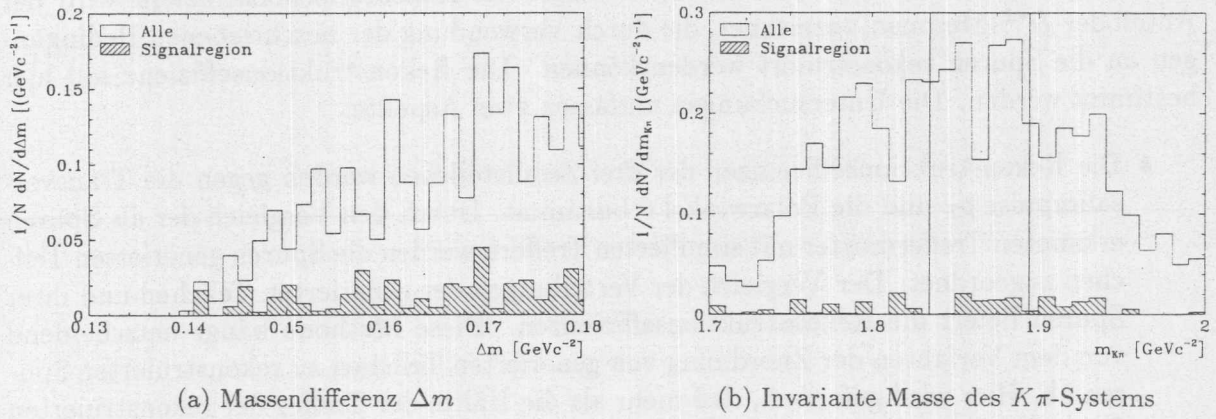 1/N dN/dΔm [(GeVc⁻²)⁻¹]
0.2
0.15
0.1
0.05
0
Alle
Signalregion
0.13 0.14 0.15 0.16 0.17 0.18
Δm [GeVc⁻²]
(a) Massendifferenz Δm
1/N dN/dm_Kπ [(GeVc⁻²)⁻¹]
0.3
0.2
0.1
0
Alle
Signalregion
1.7 1.8 1.9 2
m_Kπ [GeVc⁻²]
(b) Invariante Masse des Kπ-Systems